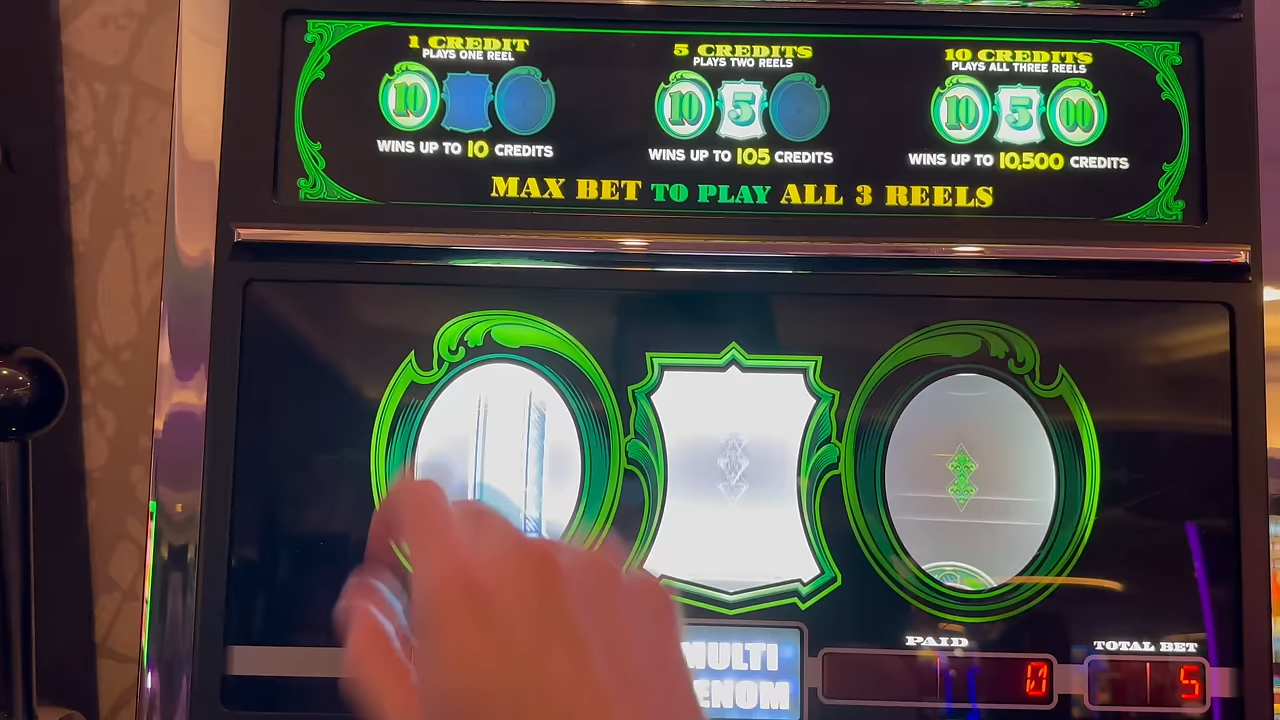 1 CREDIT
PLAYS ONE REEL
10
WINS UP TO 10 CREDITS
5 CREDITS
PLAYS TWO REELS
10 5
WINS UP TO 105 CREDITS
10 CREDITS
PLAYS ALL THREE REELS
10 5 00
WINS UP TO 10,500 CREDITS
MAX BET TO PLAY ALL 3 REELS
MULTI
PAID
0
TOTAL BET
5